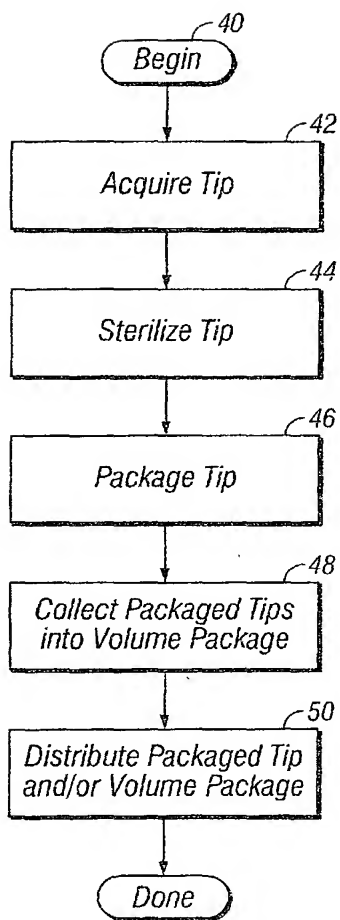 40
Begin
42
Acquire Tip
44
Sterilize Tip
46
Package Tip
48
Collect Packaged Tips
into Volume Package
50
Distribute Packaged Tip
and/or Volume Package
Done